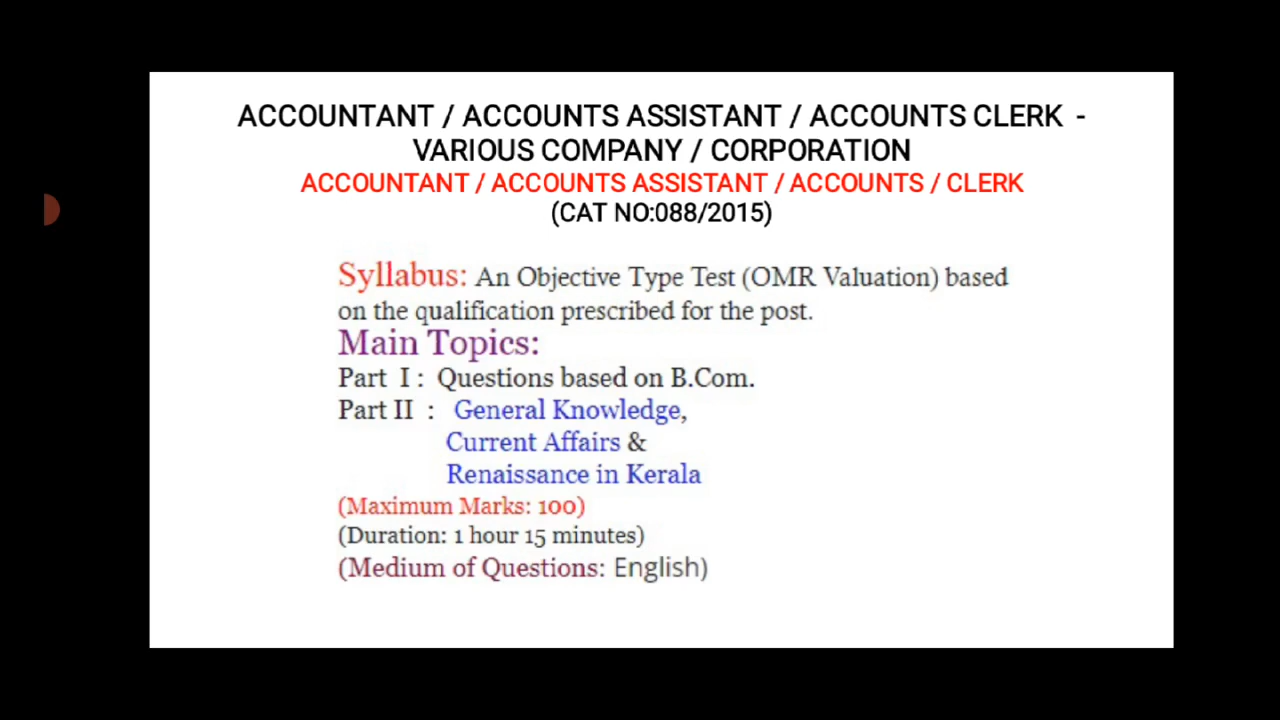 ACCOUNTANT / ACCOUNTS ASSISTANT / ACCOUNTS CLERK -
VARIOUS COMPANY / CORPORATION
ACCOUNTANT / ACCOUNTS ASSISTANT / ACCOUNTS / CLERK
(CAT NO:088/2015)
Syllabus: An Objective Type Test (OMR Valuation) based
on the qualification prescribed for the post.
Main Topics:
Part I : Questions based on B.Com.
Part II : General Knowledge,
Current Affairs &
Renaissance in Kerala
(Maximum Marks: 100)
(Duration: 1 hour 15 minutes)
(Medium of Questions: English)